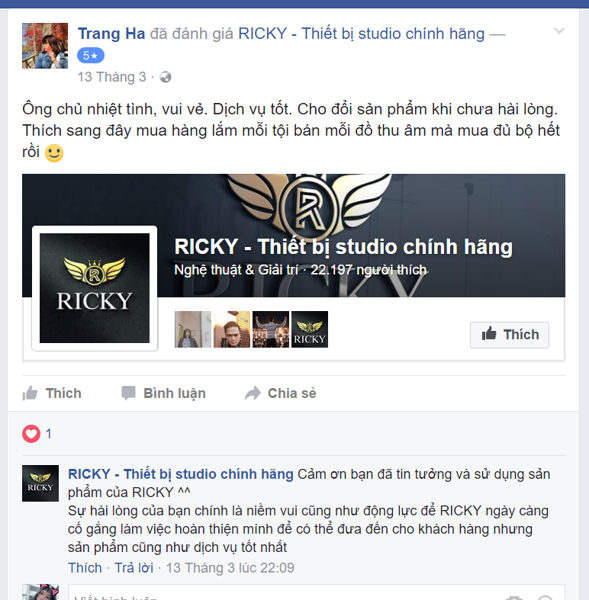 Trang Ha đã đánh giá RICKY - Thiết bị studio chính hãng —
5★
13 Tháng 3 ·
Ông chủ nhiệt tình, vui vẻ. Dịch vụ tốt. Cho đổi sản phẩm khi chưa hài lòng.
Thích sang đây mua hàng lắm mỗi tội bán mỗi đồ thu âm mà mua đủ bộ hết
rồi 🙂
R
RICKY
RICKY - Thiết bị studio chính hãng
Nghệ thuật & Giải trí · 22.197 người thích
R
RICKY
RICKY
Thích
Thích
Bình luận
Chia sẻ
1
RICKY
RICKY - Thiết bị studio chính hãng Cảm ơn bạn đã tin tưởng và sử dụng sản
phẩm của RICKY ^^
Sự hài lòng của bạn chính là niềm vui cũng như động lực để RICKY ngày càng
cố gắng làm việc hoàn thiện mình để có thể đưa đến cho khách hàng nhưng
sản phẩm cũng như dịch vụ tốt nhất
Thích · Trả lời · 13 Tháng 3 lúc 22:09
Viết bình luận